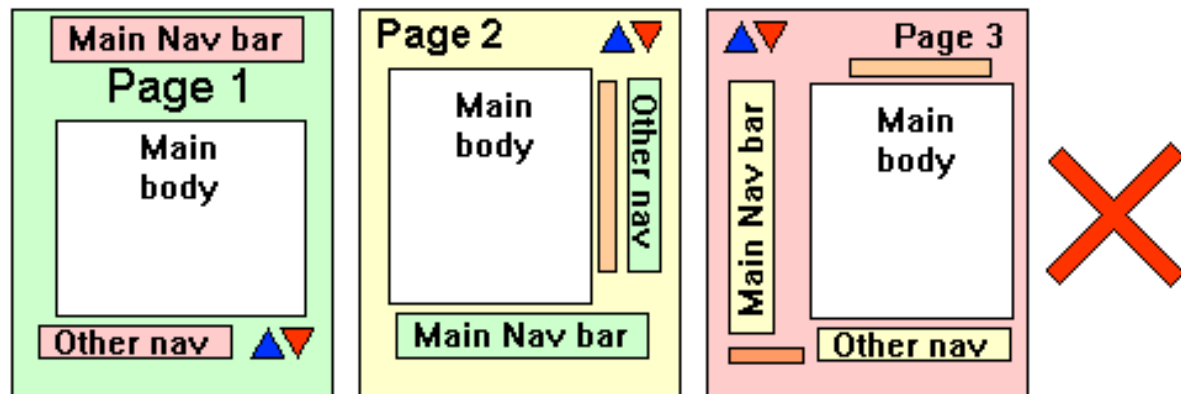 Main Nav bar
Page 1
Main
body
Other nav
Page 2
Main
body
Other nav
Main Nav bar
Page 3
Main Nav bar
Main
body
Other nav